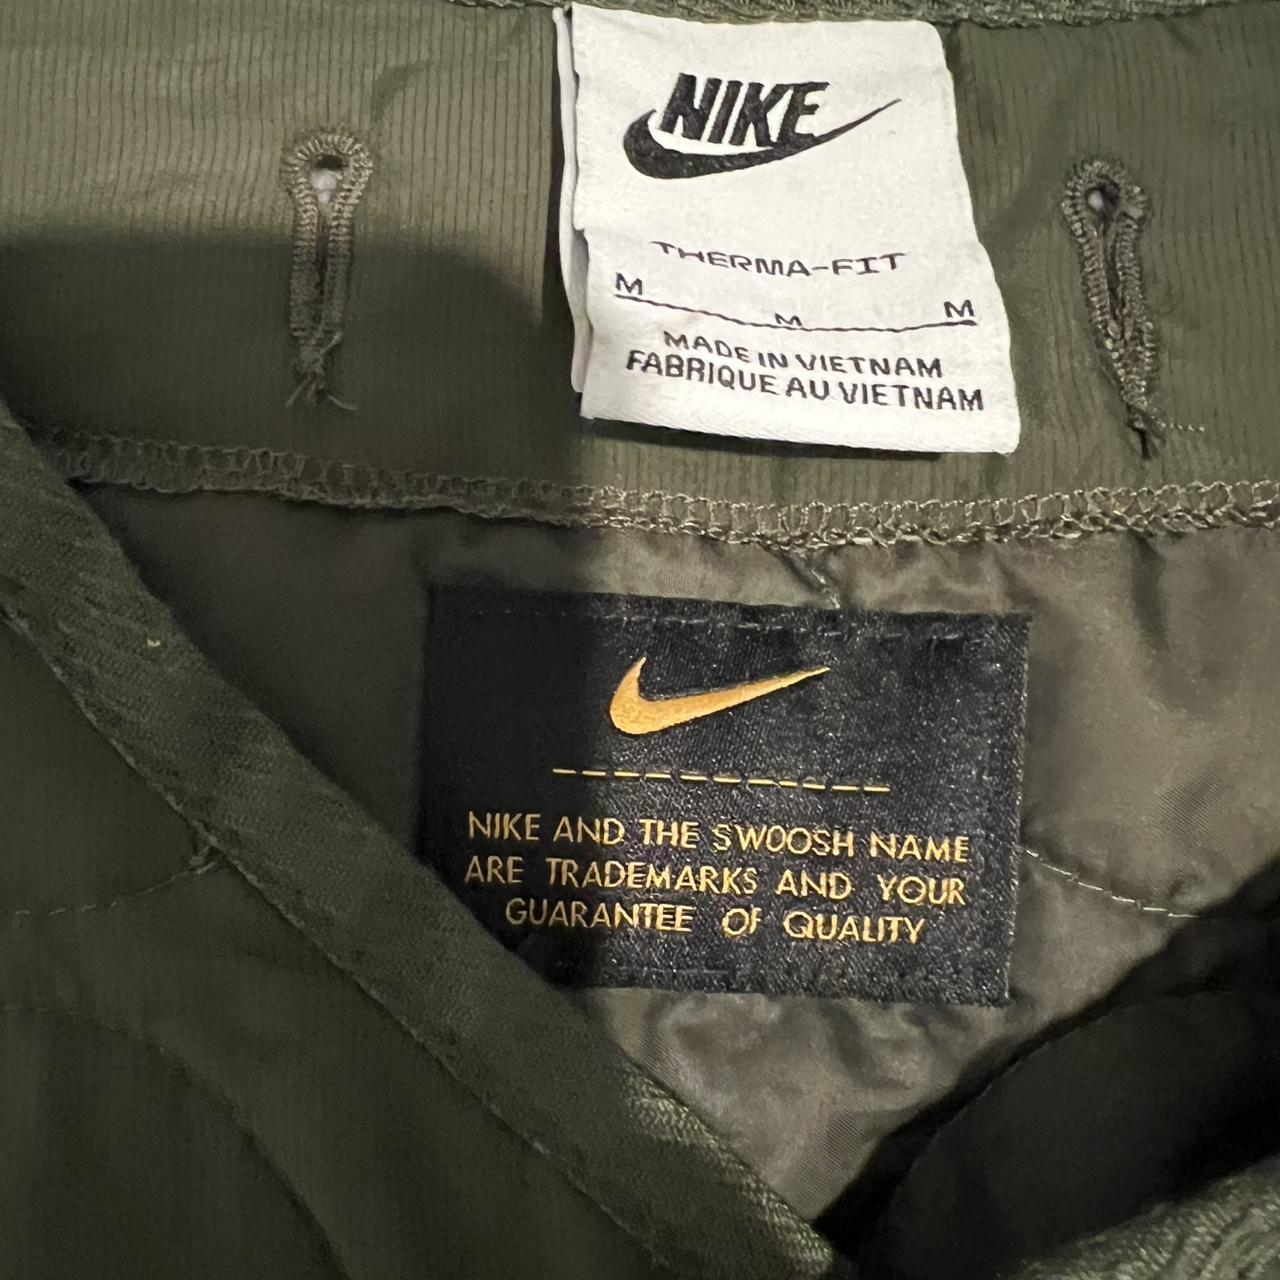 NIKE
THERMA-FIT
M M M
MADE IN VIETNAM
FABRIQUE AU VIETNAM
NIKE AND THE SWOOSH NAME
ARE TRADEMARKS AND YOUR
GUARANTEE OF QUALITY